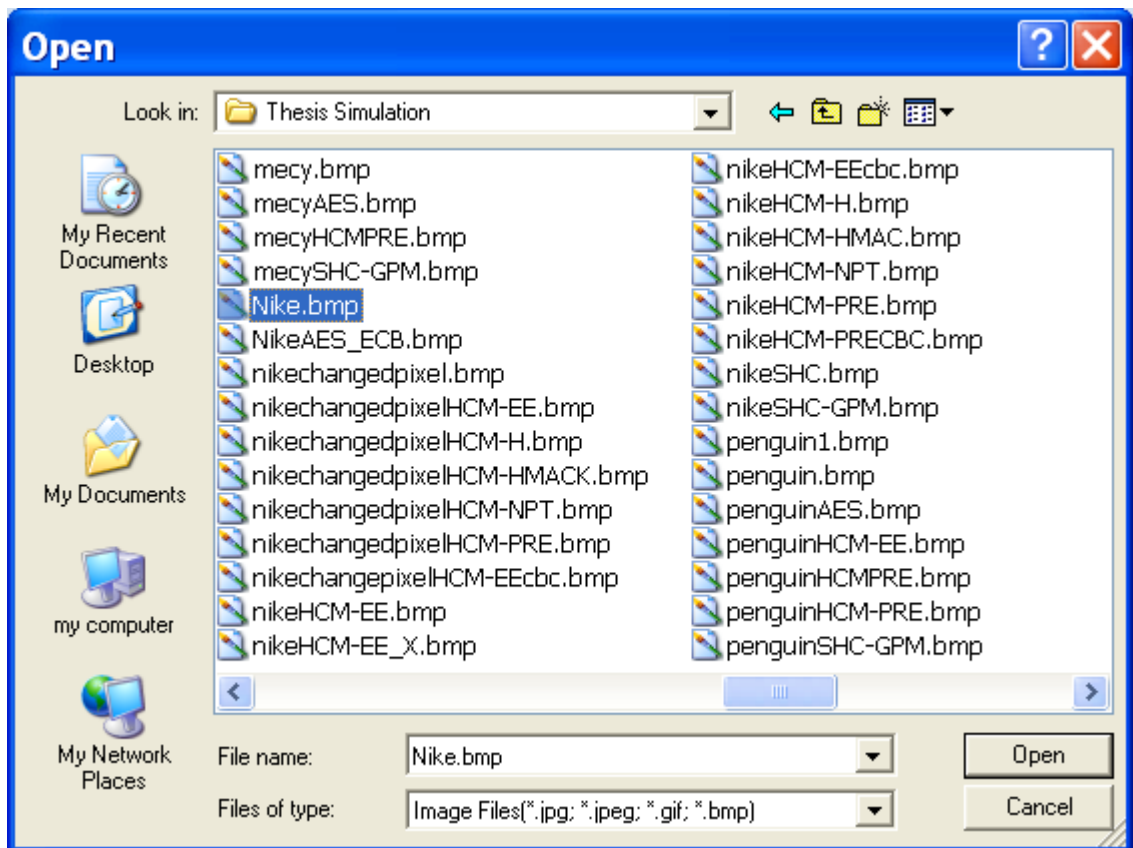 Open
Look in:
Thesis Simulation
My Recent
Documents
Desktop
My Documents
my computer
My Network
Places
mecy.bmp
mecyAES.bmp
mecyHCMPRE.bmp
mecySHC-GPM.bmp
Nike.bmp
NikeAES_ECB.bmp
nikechangedpixel.bmp
nikechangedpixelHCM-EE.bmp
nikechangedpixelHCM-H.bmp
nikechangedpixelHCM-HMACK.bmp
nikechangedpixelHCM-NPT.bmp
nikechangedpixelHCM-PRE.bmp
nikechangepixelHCM-EEcbc.bmp
nikeHCM-EE.bmp
nikeHCM-EE_X.bmp
nikeHCM-EEcbc.bmp
nikeHCM-H.bmp
nikeHCM-HMAC.bmp
nikeHCM-NPT.bmp
nikeHCM-PRE.bmp
nikeHCM-PRECBC.bmp
nikeSHC.bmp
nikeSHC-GPM.bmp
penguin1.bmp
penguin.bmp
penguinAES.bmp
penguinHCM-EE.bmp
penguinHCMPRE.bmp
penguinHCM-PRE.bmp
penguinSHC-GPM.bmp
File name:
Nike.bmp
Open
Files of type:
Image Files(*.jpg; *.jpeg; *.gif; *.bmp)
Cancel